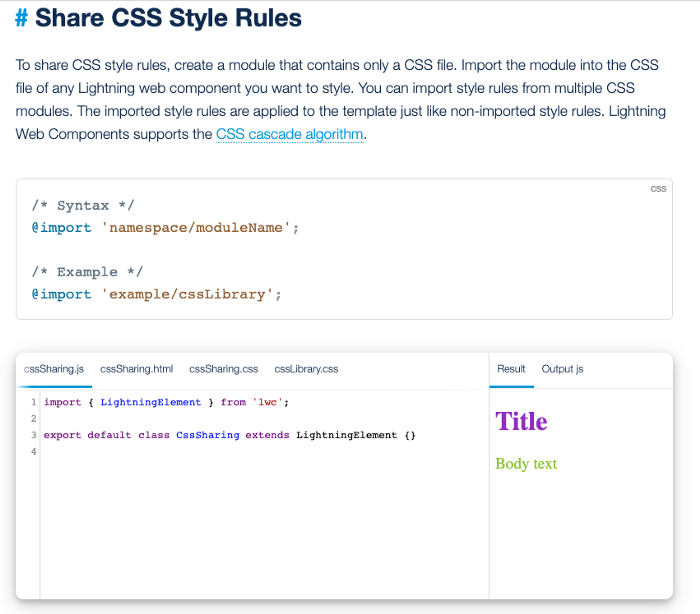 # Share CSS Style Rules
To share CSS style rules, create a module that contains only a CSS file. Import the module into the CSS
file of any Lightning web component you want to style. You can import style rules from multiple CSS
modules. The imported style rules are applied to the template just like non-imported style rules. Lightning
Web Components supports the CSS cascade algorithm.
css
/* Syntax */
@import 'namespace/moduleName';
/* Example */
@import 'example/cssLibrary';
cssSharing.js cssSharing.html cssSharing.css cssLibrary.css
1 import { LightningElement } from 'lwc';
2
3 export default class CssSharing extends LightningElement {}
4
Result Output js
Title
Body text